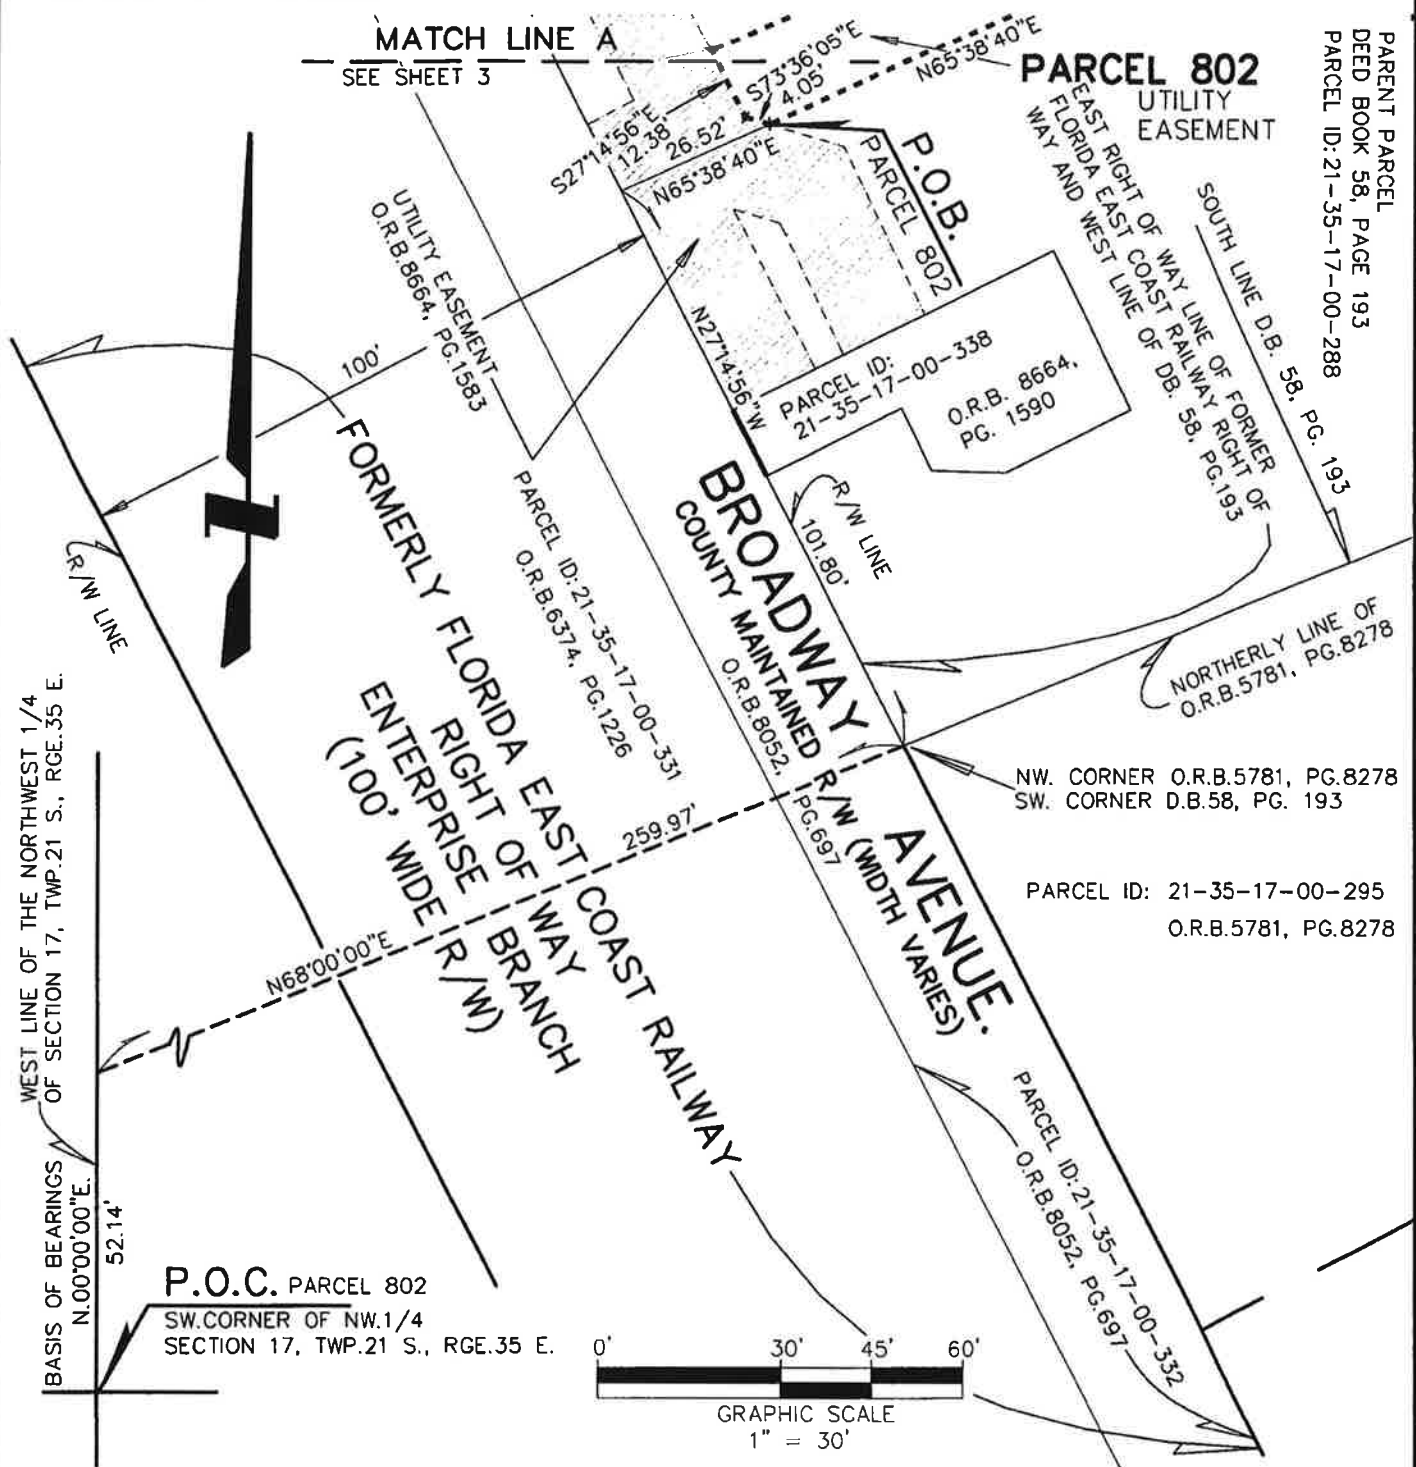 MATCH LINE A
SEE SHEET 3
S73°36'05"E
4.05'
N65°38'40"E
PARCEL 802
UTILITY
EASEMENT
PARENT PARCEL
DEED BOOK 58, PAGE 193
PARCEL ID:21-35-17-00-288
S27°14'56"E
12.38'
26.52'
N65°38'40"E
P.O.B.
PARCEL 802
EAST RIGHT OF WAY LINE OF FORMER
FLORIDA EAST COAST RAILWAY RIGHT OF
WAY AND WEST LINE OF DB. 58, PG.193
SOUTH LINE D.B. 58, PG. 193
UTILITY EASEMENT
O.R.B.8664, PG.1583
100'
N27°14'56"W
PARCEL ID:
21-35-17-00-338
O.R.B. 8664,
PG. 1590
R/W LINE
101.80'
R/W LINE
PARCEL ID:21-35-17-00-331
O.R.B.6374, PG.1226
BROADWAY AVENUE.
COUNTY MAINTAINED R/W (WIDTH VARIES)
O.R.B.8052, PG.697
FORMERLY FLORIDA EAST COAST RAILWAY
RIGHT OF WAY
ENTERPRISE BRANCH
(100' WIDE R/W)
NORTHERLY LINE OF
O.R.B.5781, PG.8278
NW. CORNER O.R.B.5781, PG.8278
SW. CORNER D.B.58, PG. 193
PARCEL ID: 21-35-17-00-295
O.R.B.5781, PG.8278
259.97'
N68°00'00"E
WEST LINE OF THE NORTHWEST 1/4
OF SECTION 17, TWP.21 S., RGE.35 E.
BASIS OF BEARINGS
N.00°00'00"E.
52.14'
P.O.C. PARCEL 802
SW.CORNER OF NW.1/4
SECTION 17, TWP.21 S., RGE.35 E.
PARCEL ID:21-35-17-00-332
O.R.B.8052, PG.697
0' 30' 45' 60'
GRAPHIC SCALE
1" = 30'
N